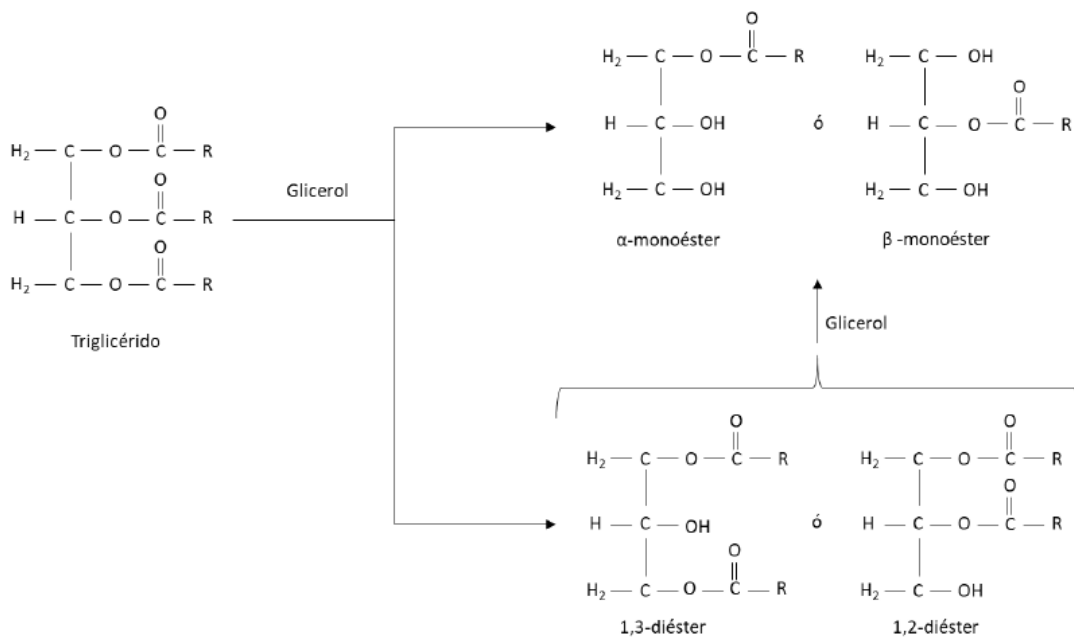 O
H₂ — C — O — C — R
H — C — O — C — R
O
H₂ — C — O — C — R
O
Triglicérido
Glicerol
O
H₂ — C — O — C — R
H — C — OH
H₂ — C — OH
α-monoéster
ó
H₂ — C — OH
O
H — C — O — C — R
H₂ — C — OH
β -monoéster
Glicerol
O
H₂ — C — O — C — R
H — C — OH
O
H₂ — C — O — C — R
1,3-diéster
ó
O
H₂ — C — O — C — R
O
H — C — O — C — R
H₂ — C — OH
1,2-diéster